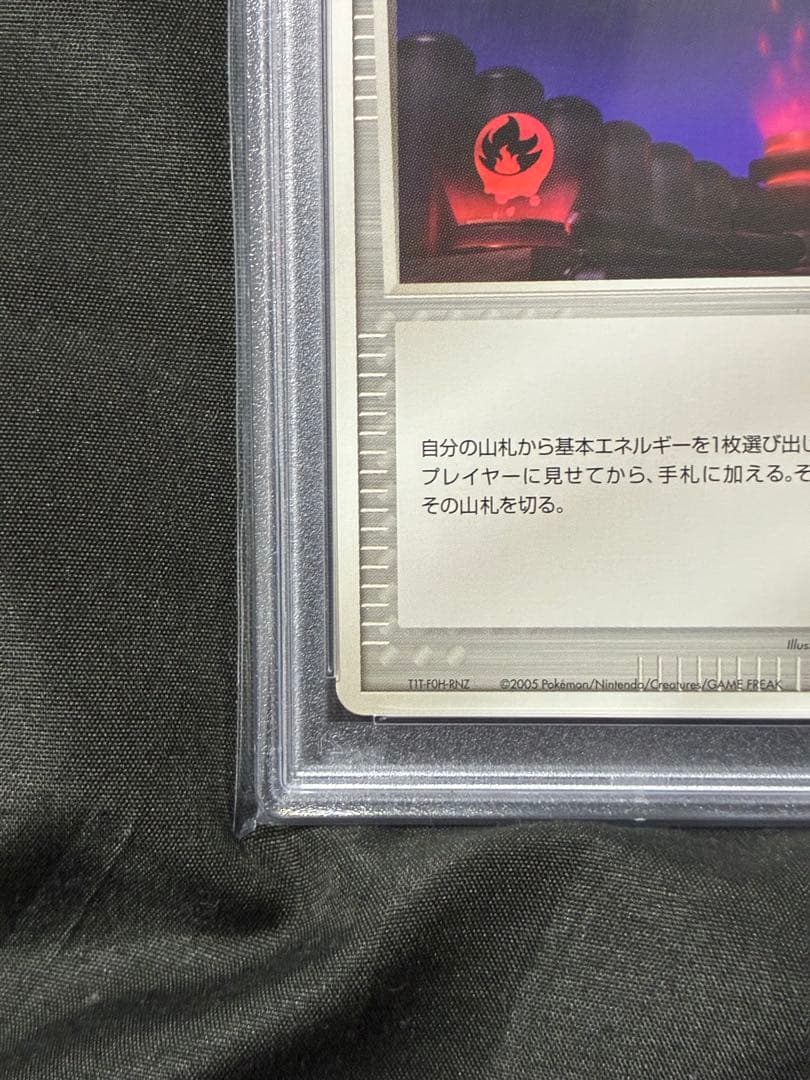 自分の山札から基本エネルギーを1枚選び出し
プレイヤーに見せてから、手札に加える。そ
その山札を切る。
Illus
T1T-F0H-RNZ ©2005 Pokémon/Nintendo/Creatures/GAME FREAK